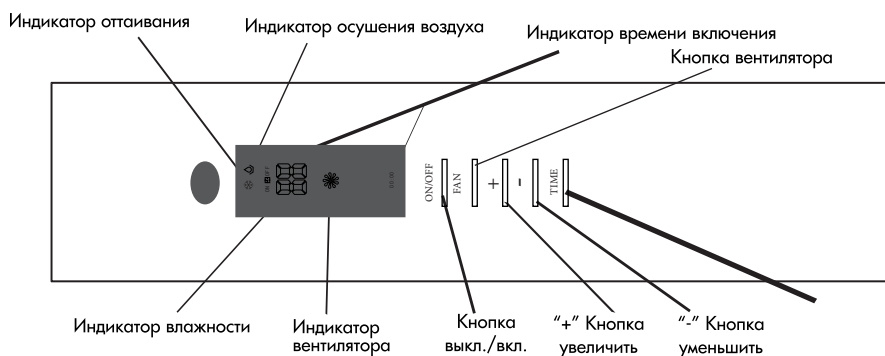 Индикатор оттаивания
Индикатор осушения воздуха
Индикатор времени включения
Кнопка вентилятора
ON/OFF
FAN
+
-
TIME
Индикатор влажности
Индикатор
вентилятора
Кнопка
выкл./вкл.
“+” Кнопка
увеличить
“-” Кнопка
уменьшить